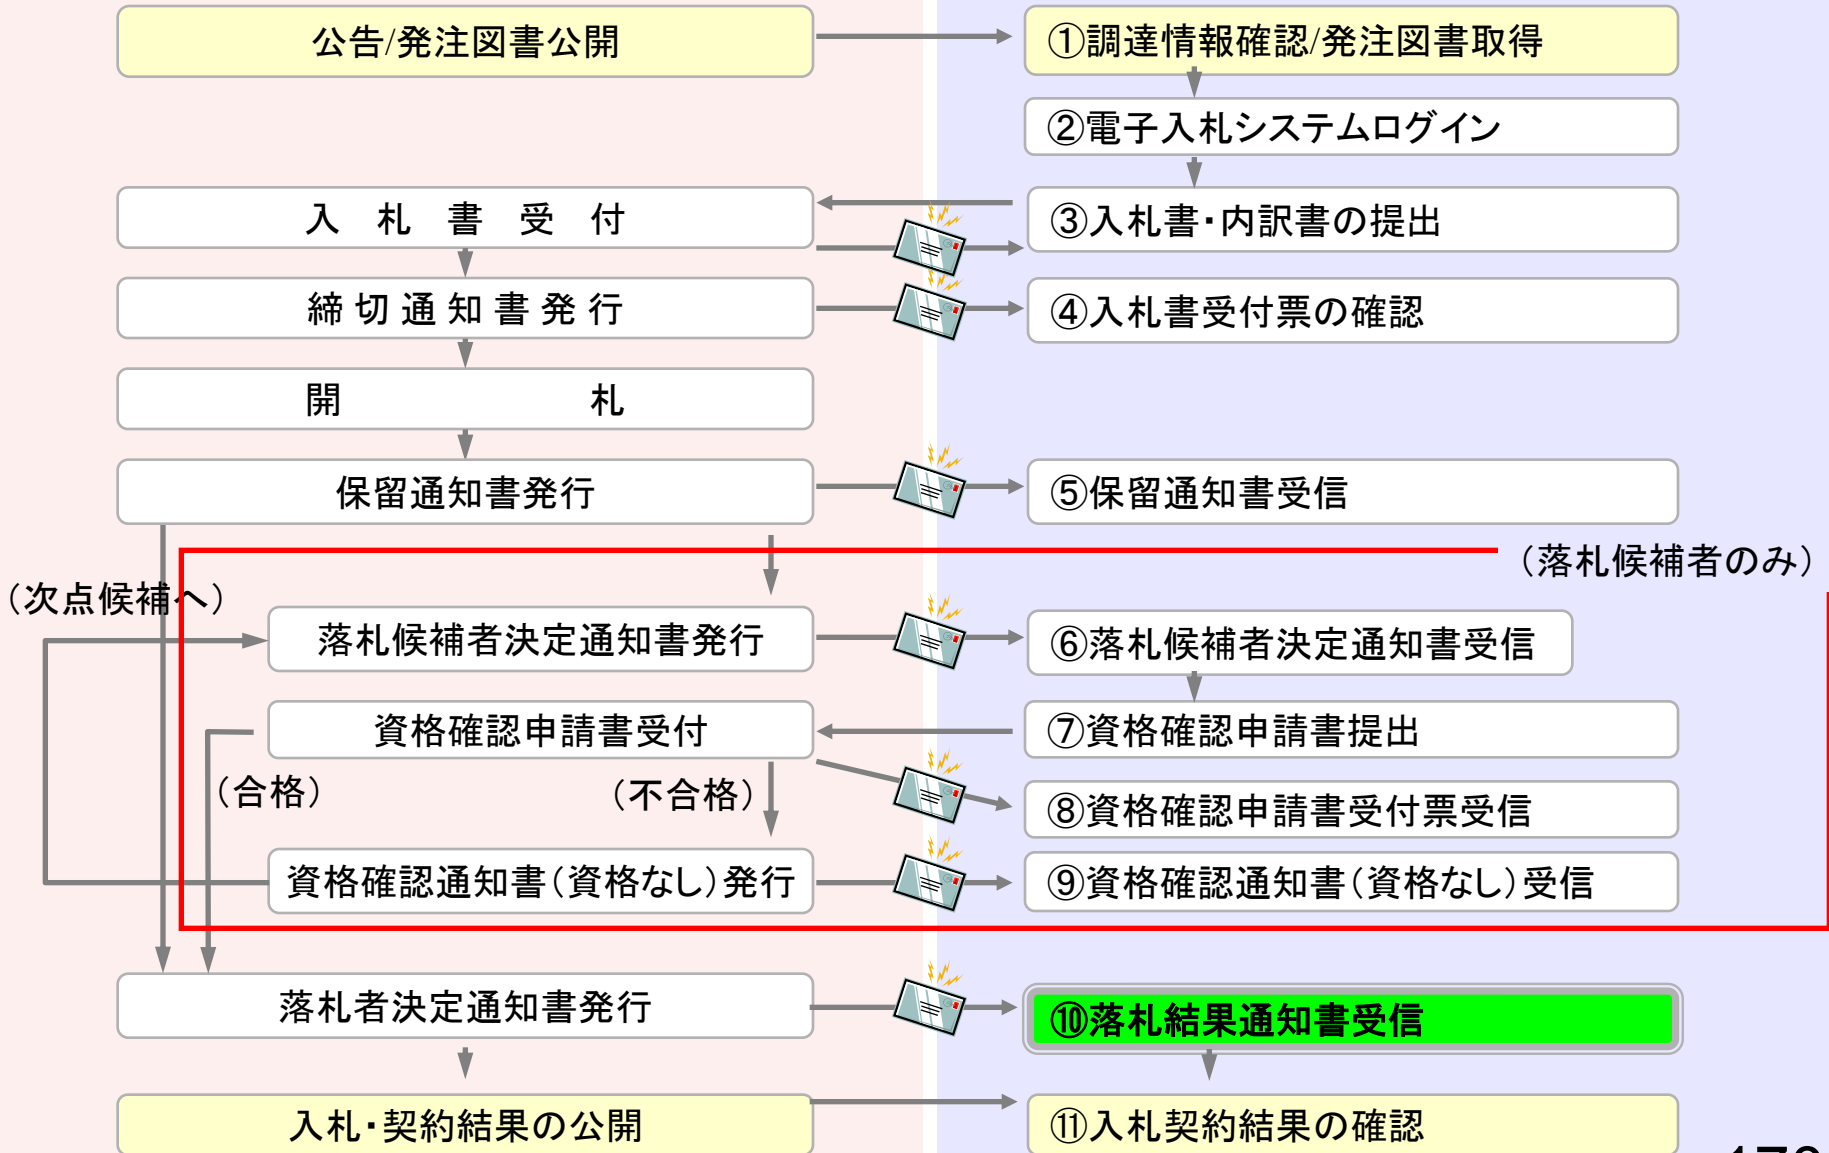 公告/発注図書公開
①調達情報確認/発注図書取得
②電子入札システムログイン
入 札 書 受 付
③入札書・内訳書の提出
締切通知書発行
④入札書受付票の確認
開 札
保留通知書発行
⑤保留通知書受信
（落札候補者のみ）
（次点候補へ）
落札候補者決定通知書発行
⑥落札候補者決定通知書受信
資格確認申請書受付
⑦資格確認申請書提出
（合格）
（不合格）
⑧資格確認申請書受付票受信
資格確認通知書（資格なし）発行
⑨資格確認通知書（資格なし）受信
落札者決定通知書発行
⑩落札結果通知書受信
入札・契約結果の公開
⑪入札契約結果の確認